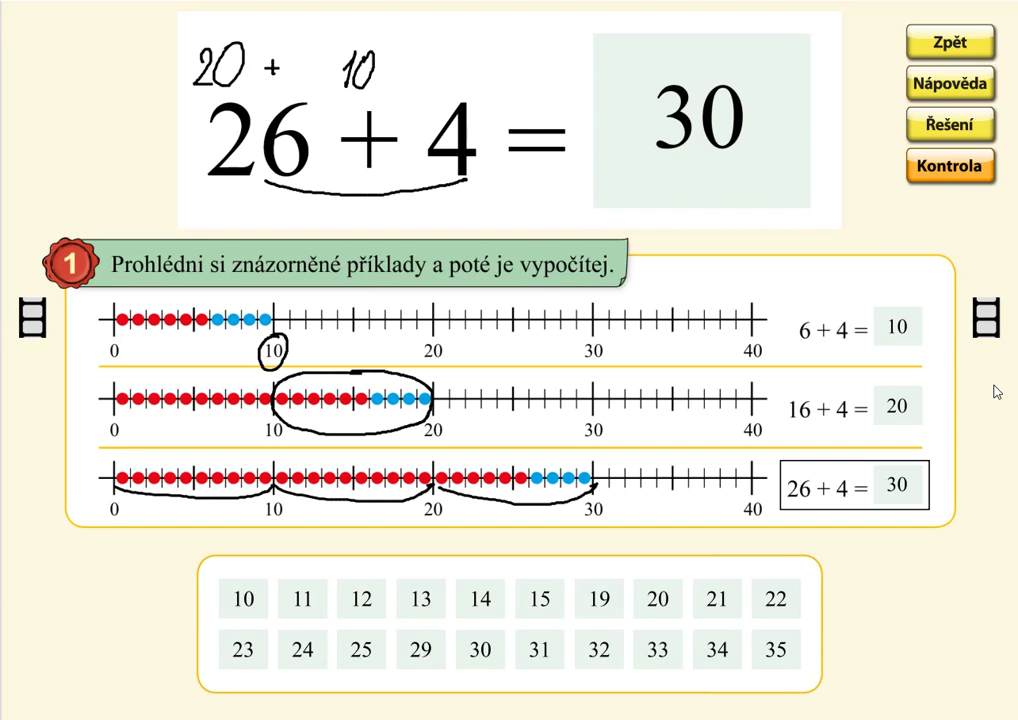 20 + 10
26 + 4 = 30
Zpět
Nápověda
Řešení
Kontrola
1 Prohlédni si znázorněné příklady a poté je vypočítej.
0 10 20 30 40
6 + 4 = 10
0 10 20 30 40
16 + 4 = 20
0 10 20 30 40
26 + 4 = 30
10 11 12 13 14 15 19 20 21 22
23 24 25 29 30 31 32 33 34 35